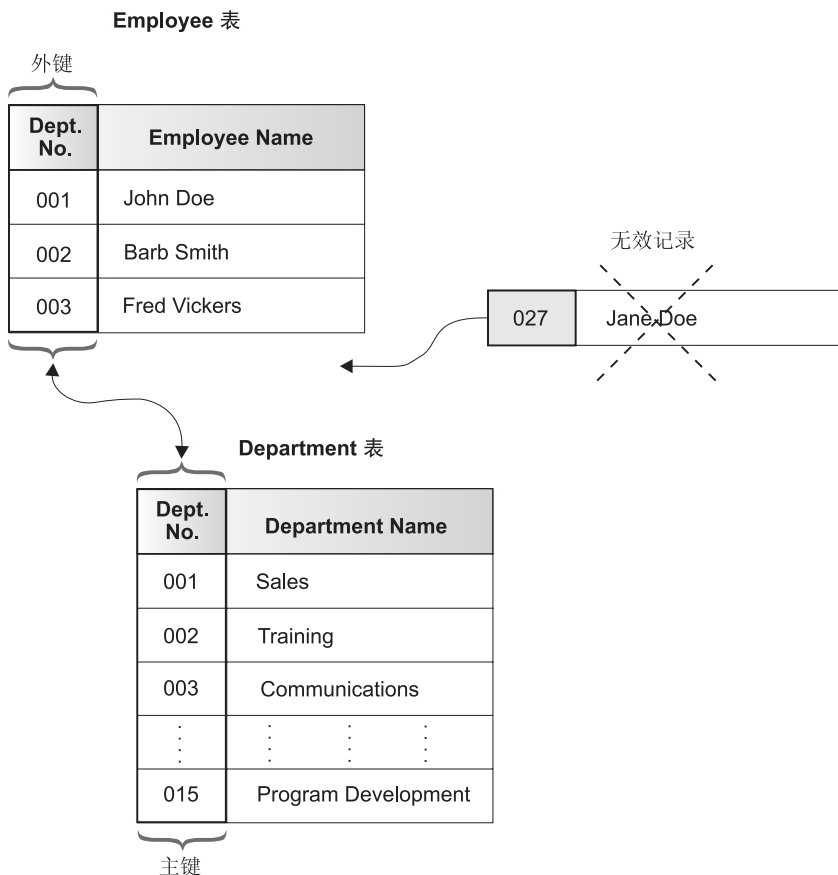 Employee 表
外键
Dept. No. Employee Name
001 John Doe
002 Barb Smith
003 Fred Vickers
无效记录
027 Jane Doe
Department 表
Dept. No. Department Name
001 Sales
002 Training
003 Communications
015 Program Development
主键